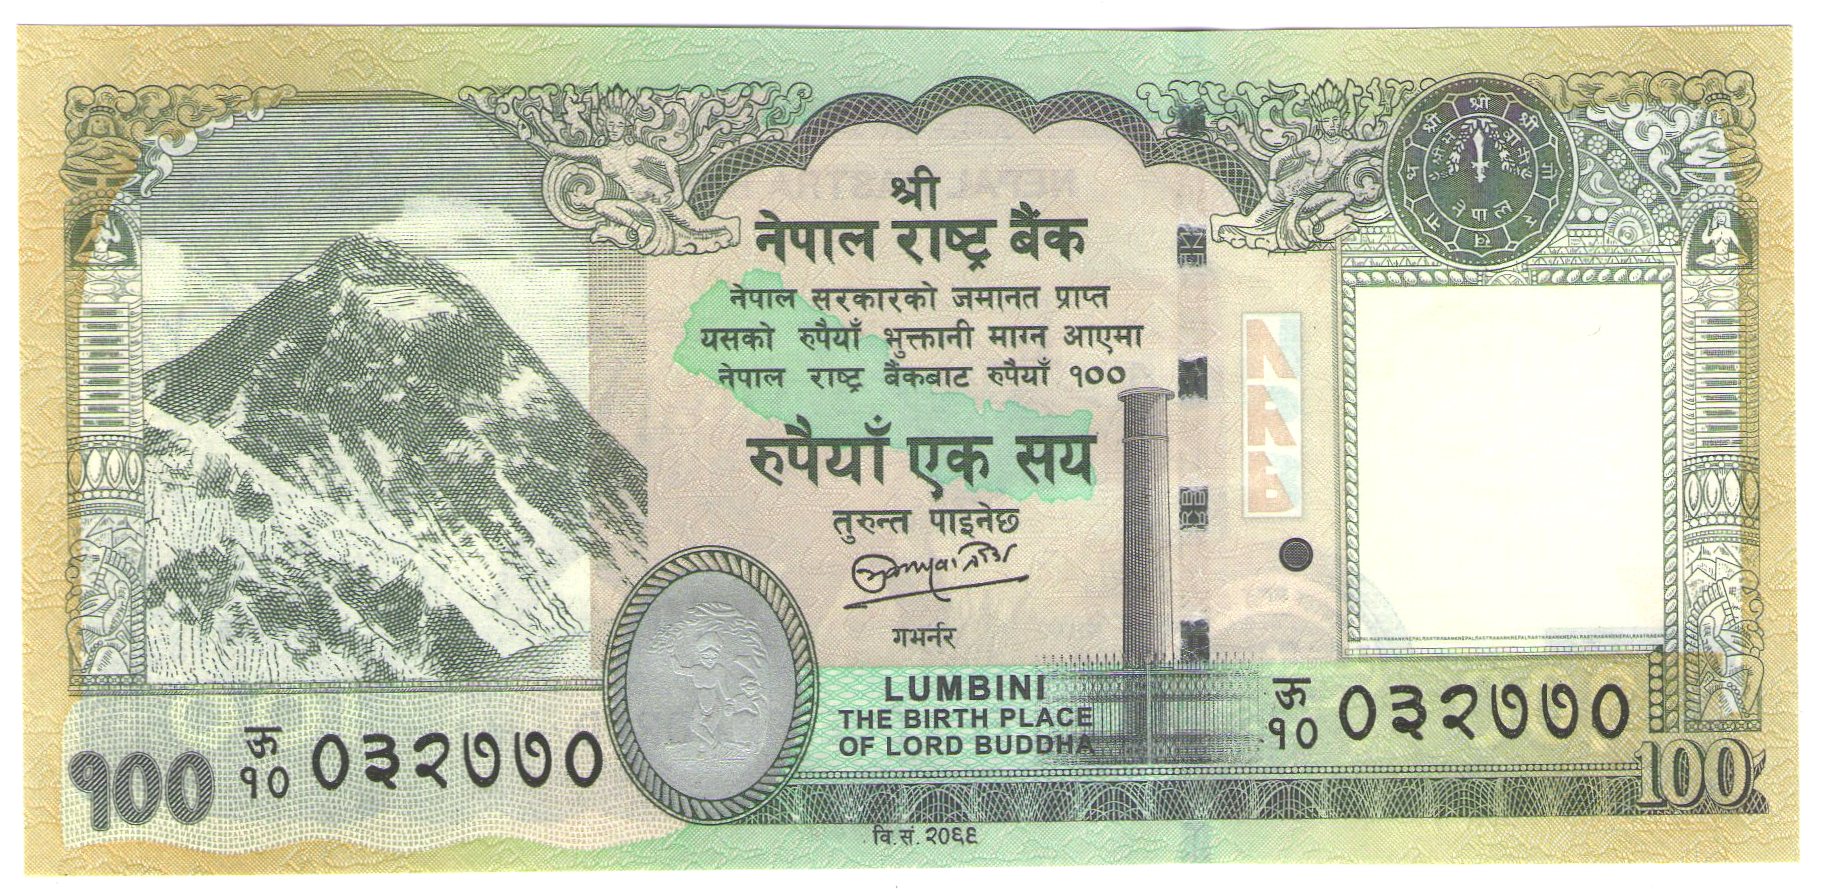 श्री
नेपाल राष्ट्र बैंक
नेपाल सरकारको जमानत प्राप्त
यसको रुपैयाँ भुक्तानी माग्न आएमा
नेपाल राष्ट्र बैंकबाट रुपैयाँ १००
रुपैयाँ एक सय
तुरुन्त पाइनेछ
गभर्नर
NRB
LUMBINI
THE BIRTH PLACE
OF LORD BUDDHA
ऊ
१० ०३२७७०
ऊ
१० ०३२७७०
१००
100
वि.सं. २०६९